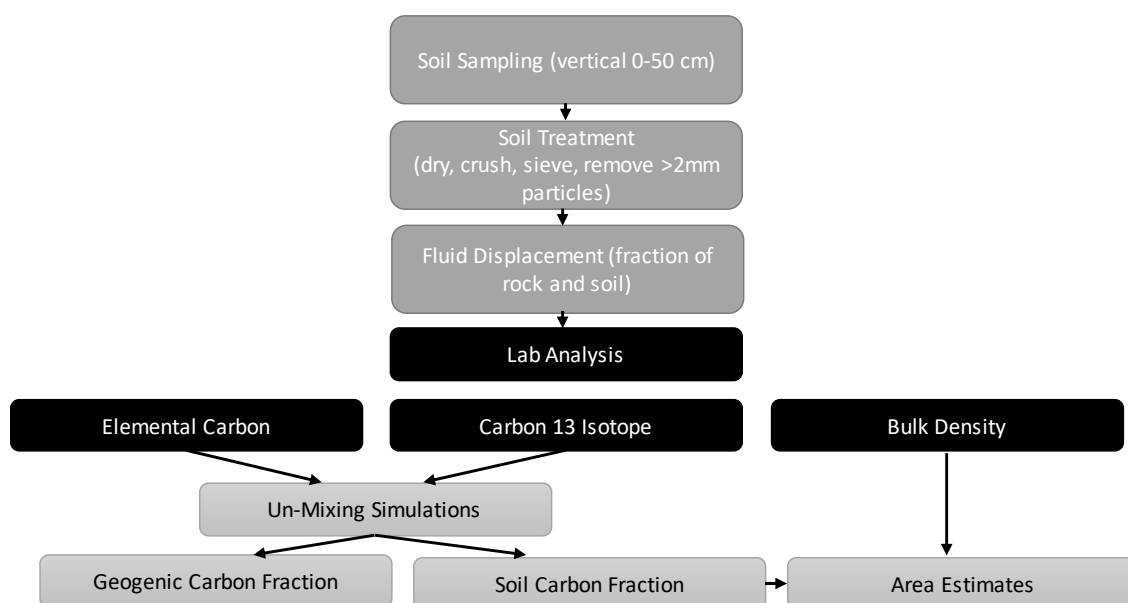 Soil Sampling (vertical 0-50 cm)
Soil Treatment
(dry, crush, sieve, remove >2mm
particles)
Fluid Displacement (fraction of
rock and soil)
Lab Analysis
Elemental Carbon
Carbon 13 Isotope
Bulk Density
Un-Mixing Simulations
Geogenic Carbon Fraction
Soil Carbon Fraction
Area Estimates